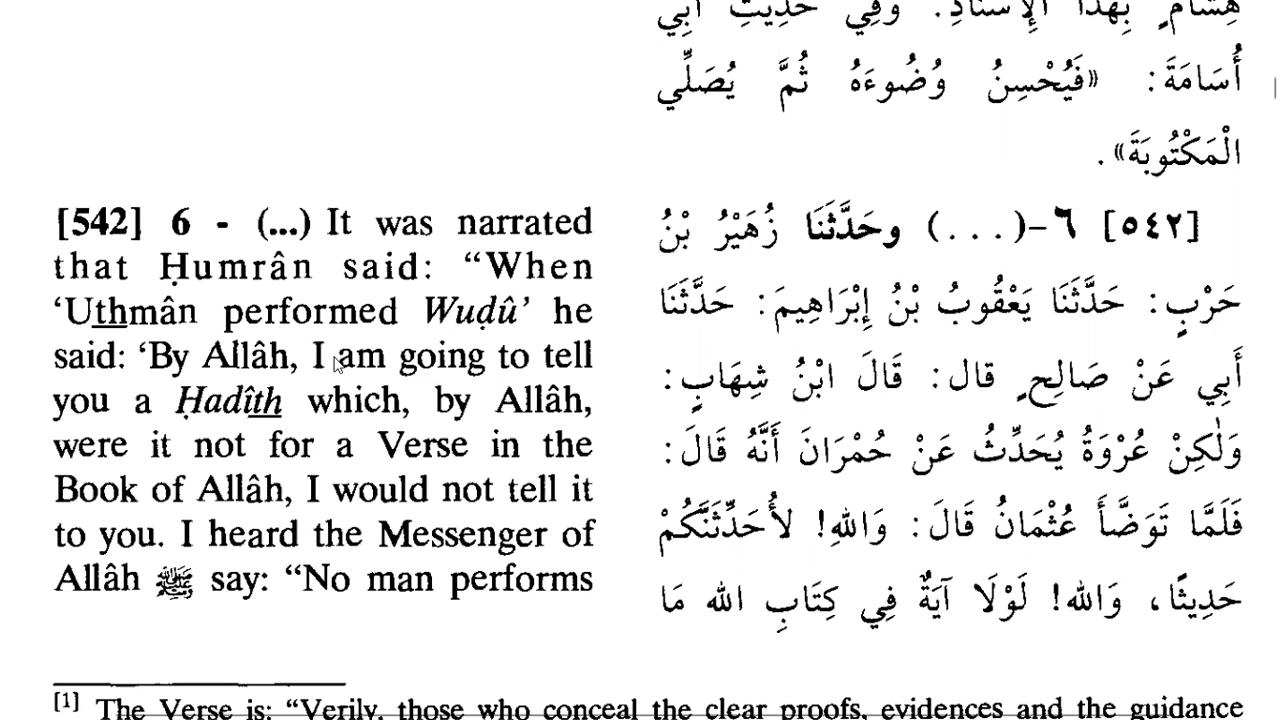 هِشَامٍ بِهَذَا الْإِسْنَادِ. وَفِي حَدِيثِ أَبِي
أُسَامَةَ: «فَيُحْسِنُ وُضُوءَهُ ثُمَّ يُصَلِّي
الْمَكْتُوبَةَ».
[542] 6 - (...) It was narrated
that Ḥumrân said: “When
‘Uthmân performed Wuḍû’ he
said: ‘By Allâh, I am going to tell
you a Ḥadîth which, by Allâh,
were it not for a Verse in the
Book of Allâh, I would not tell it
to you. I heard the Messenger of
Allâh ﷺ say: “No man performs
[٥٤٢] ٦-(...) وحَدَّثَنَا زُهَيْرُ بْنُ
حَرْبٍ: حَدَّثَنَا يَعْقُوبُ بْنُ إِبْرَاهِيمَ: حَدَّثَنَا
أَبِي عَنْ صَالِحٍ قال: قَالَ ابْنُ شِهَابٍ:
وَلٰكِنْ عُرْوَةُ يُحَدِّثُ عَنْ حُمْرَانَ أَنَّهُ قَالَ:
فَلَمَّا تَوَضَّأَ عُثْمَانُ قَالَ: وَاللهِ! لأُحَدِّثَنَّكُمْ
حَدِيثًا، وَالله! لَوْلَا آيَةٌ فِي كِتَابِ الله مَا
[1] The Verse is: “Verily, those who conceal the clear proofs, evidences and the guidance